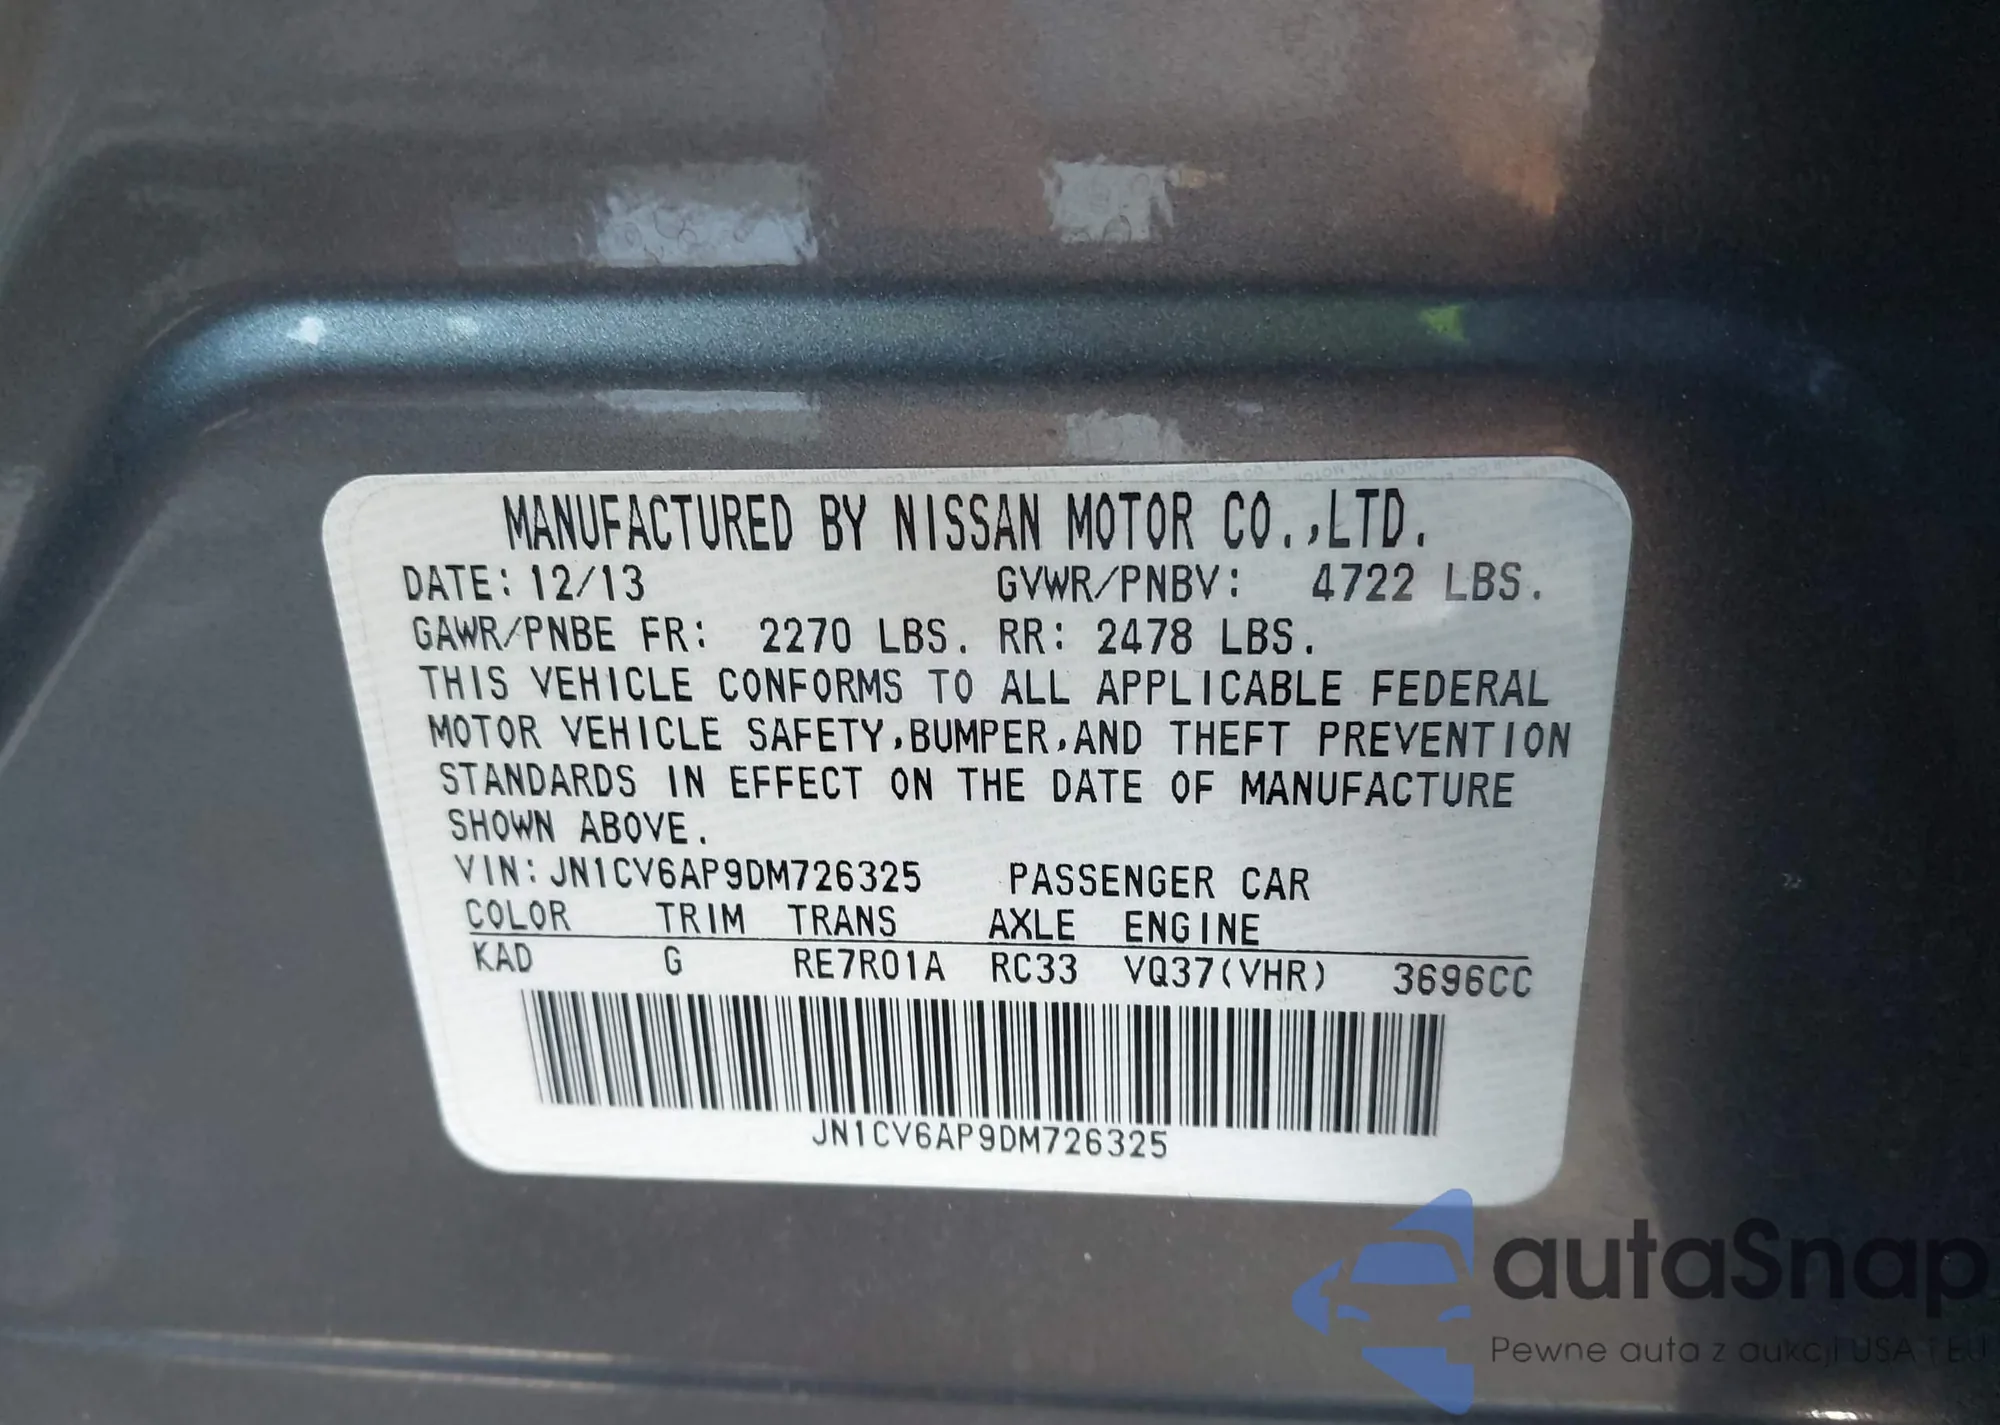 MANUFACTURED BY NISSAN MOTOR CO.,LTD.
DATE: 12/13 GVWR/PNBV: 4722 LBS.
GAWR/PNBE FR: 2270 LBS. RR: 2478 LBS.
THIS VEHICLE CONFORMS TO ALL APPLICABLE FEDERAL
MOTOR VEHICLE SAFETY,BUMPER,AND THEFT PREVENTION
STANDARDS IN EFFECT ON THE DATE OF MANUFACTURE
SHOWN ABOVE.
VIN: JN1CV6AP9DM726325 PASSENGER CAR
COLOR TRIM TRANS AXLE ENGINE
KAD G RE7R01A RC33 VQ37(VHR) 3696CC
JN1CV6AP9DM726325
autoSnap
Pewne auta z aukcji USA i EU